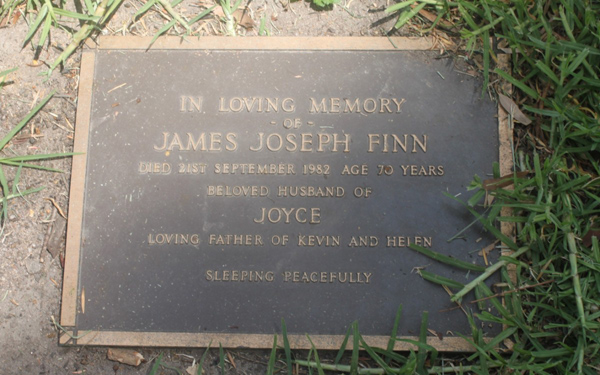 IN LOVING MEMORY
- OF -
JAMES JOSEPH FINN
DIED 21ST SEPTEMBER 1982 AGE 70 YEARS
BELOVED HUSBAND OF
JOYCE
LOVING FATHER OF KEVIN AND HELEN
SLEEPING PEACEFULLY